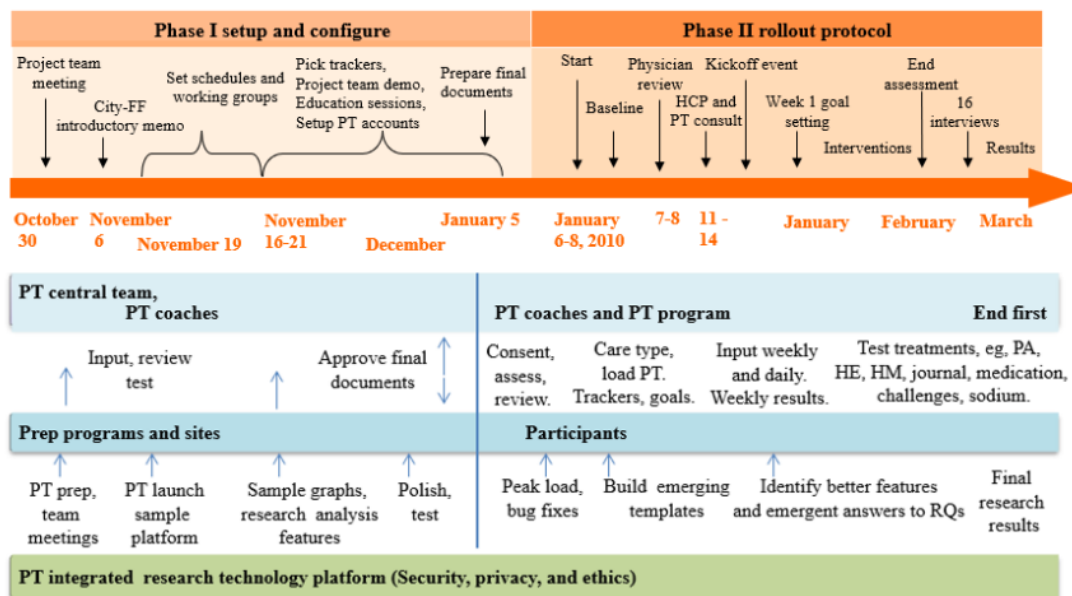 Phase I setup and configure
Phase II rollout protocol
Project team
meeting
City-FF
introductory memo
Set schedules and
working groups
Pick trackers,
Project team demo,
Education sessions,
Setup PT accounts
Prepare final
documents
Start
Baseline
Physician
review
HCP and
PT consult
Kickoff event
Week 1 goal
setting
Interventions
End
assessment
16
interviews
Results
October
30
November
6
November 19
November
16-21
December
January 5
January
6-8, 2010
7-8
11 -
14
January
February
March
PT central team,
PT coaches
PT coaches and PT program
End first
Input, review
test
Approve final
documents
Consent,
assess,
review.
Care type,
load PT.
Trackers, goals.
Input weekly
and daily.
Weekly results.
Test treatments, eg, PA,
HE, HM, journal, medication,
challenges, sodium.
Prep programs and sites
Participants
PT prep,
team
meetings
PT launch
sample
platform
Sample graphs,
research analysis
features
Polish,
test
Peak load,
bug fixes
Build emerging
templates
Identify better features
and emergent answers to RQs
Final
research
results
PT integrated research technology platform (Security, privacy, and ethics)